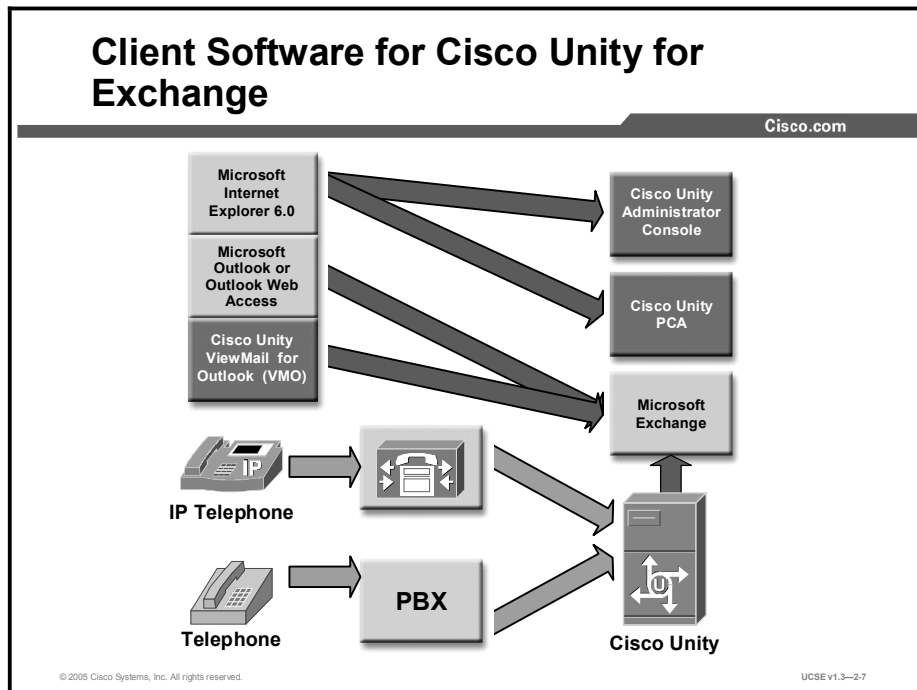 Client Software for Cisco Unity for
Exchange
Cisco.com
Microsoft
Internet
Explorer 6.0
Microsoft
Outlook or
Outlook Web
Access
Cisco Unity
ViewMail for
Outlook (VMO)
Cisco Unity
Administrator
Console
Cisco Unity
PCA
Microsoft
Exchange
IP
IP Telephone
PBX
Telephone
U
Cisco Unity
© 2005 Cisco Systems, Inc. All rights reserved.
UCSE v1.3—2-7